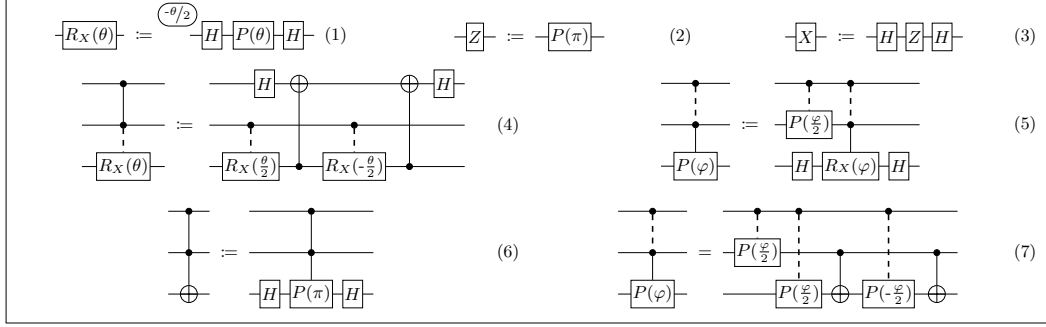 -θ/2
R_X(θ) := H P(θ) H (1) Z := P(π) (2) X := H Z H (3)
H H
:= (4) P(φ/2) := (5)
R_X(θ) R_X(θ/2) R_X(-θ/2) P(φ) H R_X(φ) H
:= (6) P(φ/2) = (7)
H P(π) H P(φ) P(φ/2) P(-φ/2)